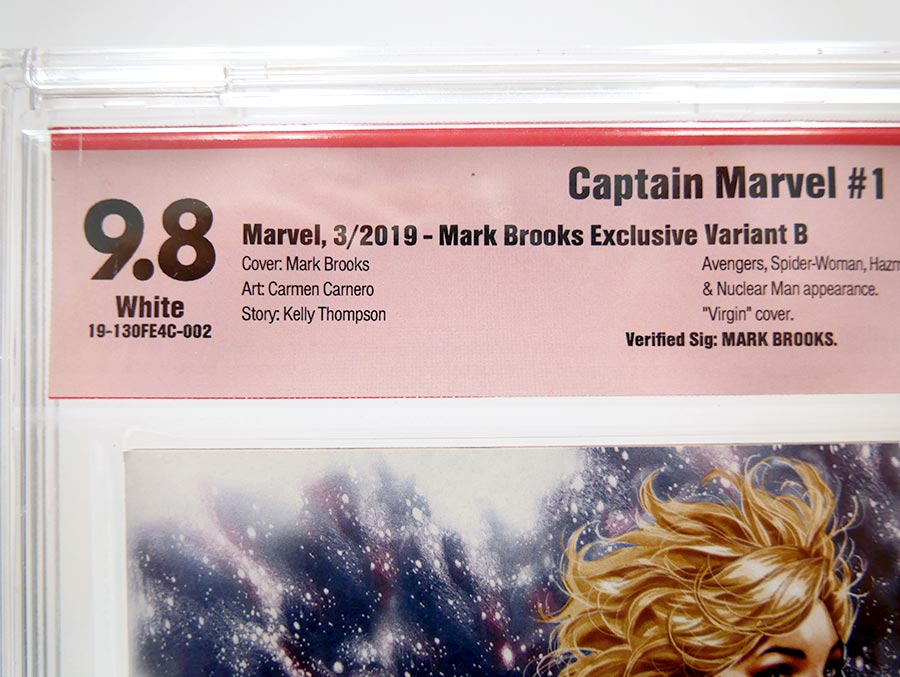 Captain Marvel #1
9.8
White
19-130FE4C-002
Marvel, 3/2019 - Mark Brooks Exclusive Variant B
Cover: Mark Brooks
Art: Carmen Carnero
Story: Kelly Thompson
Avengers, Spider-Woman,
& Nuclear Man appearance.
"Virgin" cover.
Verified Sig: MARK BROOKS.